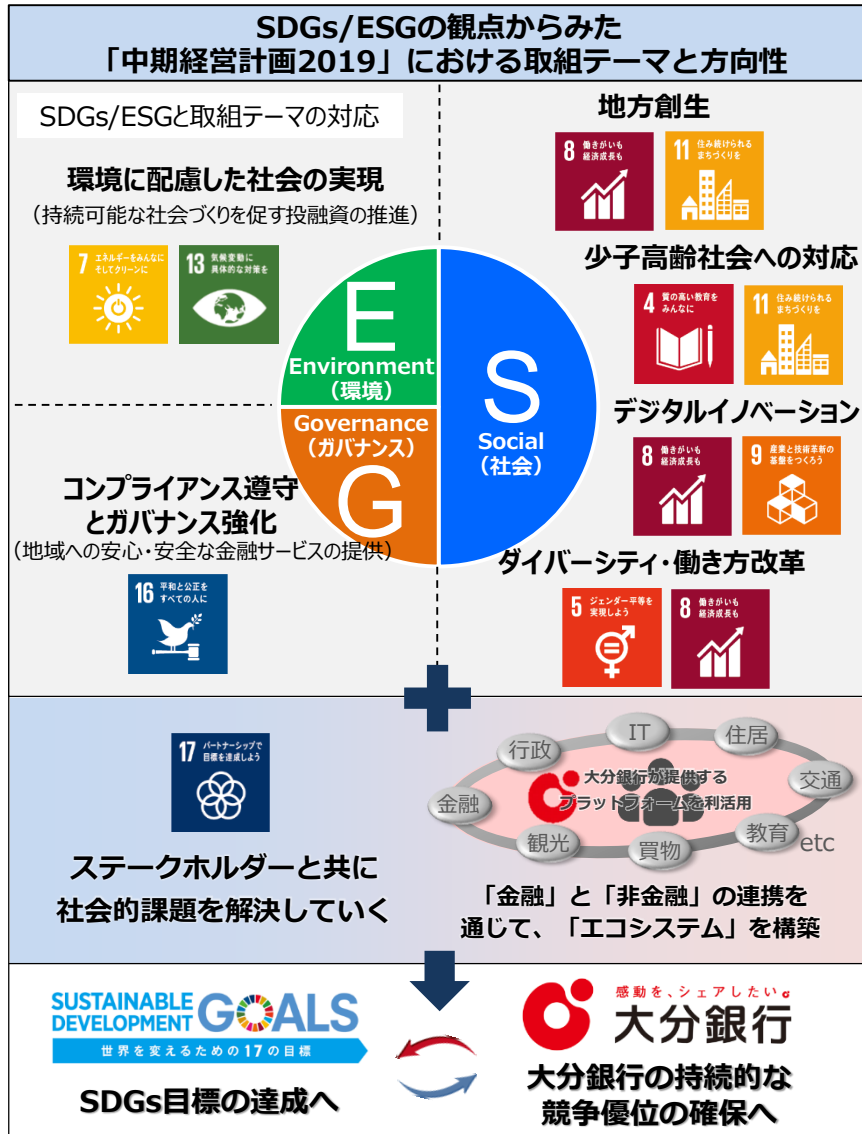 SDGs/ESGの観点からみた
「中期経営計画2019」における取組テーマと方向性
SDGs/ESGと取組テーマの対応
環境に配慮した社会の実現
（持続可能な社会づくりを促す投融資の推進）
7 エネルギーをみんなに
そしてクリーンに
13 気候変動に
具体的な対策を
E
Environment
（環境）
Governance
（ガバナンス）
G
S
Social
（社会）
コンプライアンス遵守
とガバナンス強化
（地域への安心・安全な金融サービスの提供）
16 平和と公正を
すべての人に
地方創生
8 働きがいも
経済成長も
11 住み続けられる
まちづくりを
少子高齢社会への対応
4 質の高い教育を
みんなに
11 住み続けられる
まちづくりを
デジタルイノベーション
8 働きがいも
経済成長も
9 産業と技術革新の
基盤をつくろう
ダイバーシティ・働き方改革
5 ジェンダー平等を
実現しよう
8 働きがいも
経済成長も
17 パートナーシップで
目標を達成しよう
ステークホルダーと共に
社会的課題を解決していく
IT
行政
住居
金融
交通
観光
買物
教育
etc
大分銀行が提供する
プラットフォームを利活用
「金融」と「非金融」の連携を
通じて、「エコシステム」を構築
SUSTAINABLE
DEVELOPMENT
GOALS
世界を変えるための17の目標
SDGs目標の達成へ
感動を、シェアしたい。
大分銀行
大分銀行の持続的な
競争優位の確保へ